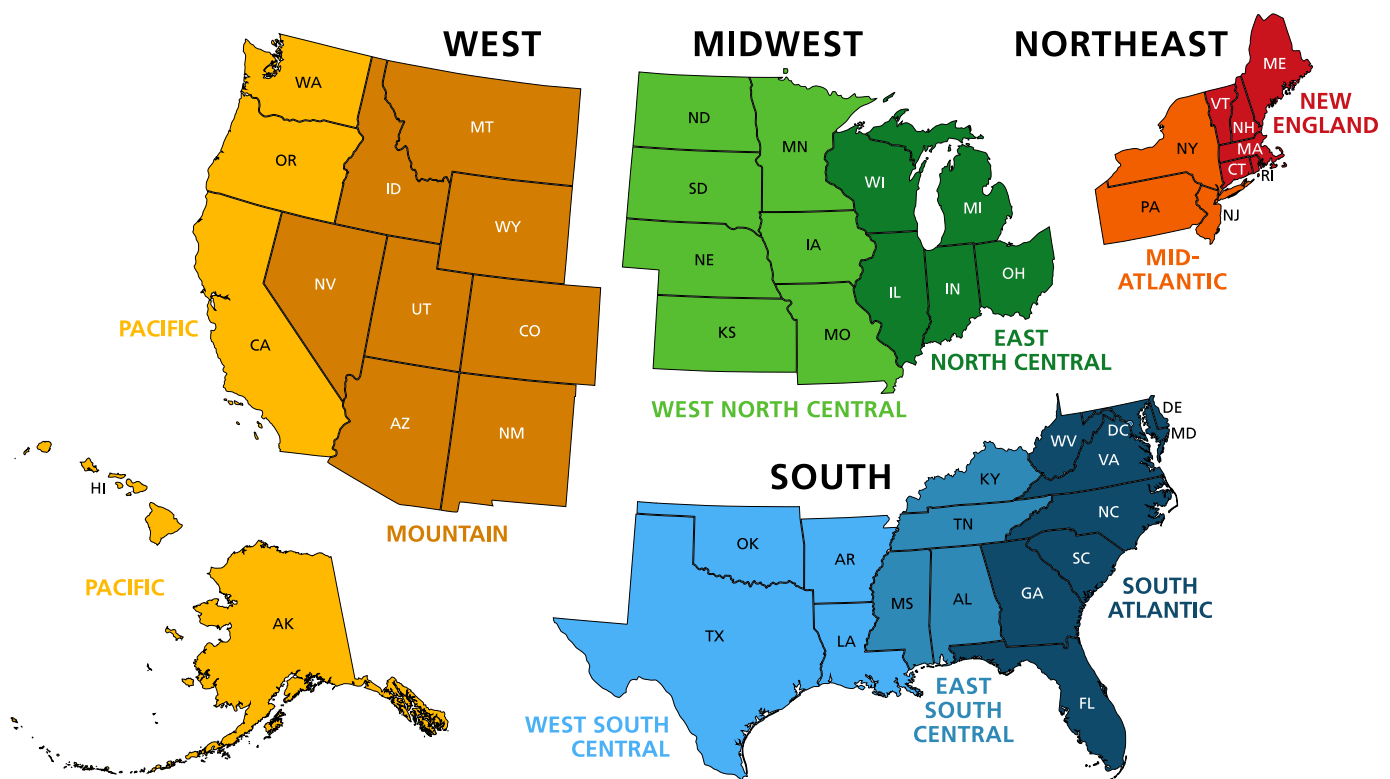 WEST
MIDWEST
NORTHEAST
WA
OR
CA
PACIFIC
MT
ID
WY
NV
UT
CO
AZ
NM
MOUNTAIN
HI
PACIFIC
AK
ND
MN
SD
NE
IA
KS
MO
WEST NORTH CENTRAL
WI
MI
IL
IN
OH
EAST
NORTH CENTRAL
ME
VT
NH
MA
CT
RI
NEW
ENGLAND
NY
PA
NJ
MID-
ATLANTIC
SOUTH
OK
AR
TX
LA
WEST SOUTH
CENTRAL
KY
TN
MS
AL
EAST
SOUTH
CENTRAL
DE
MD
DC
WV
VA
NC
SC
GA
FL
SOUTH
ATLANTIC